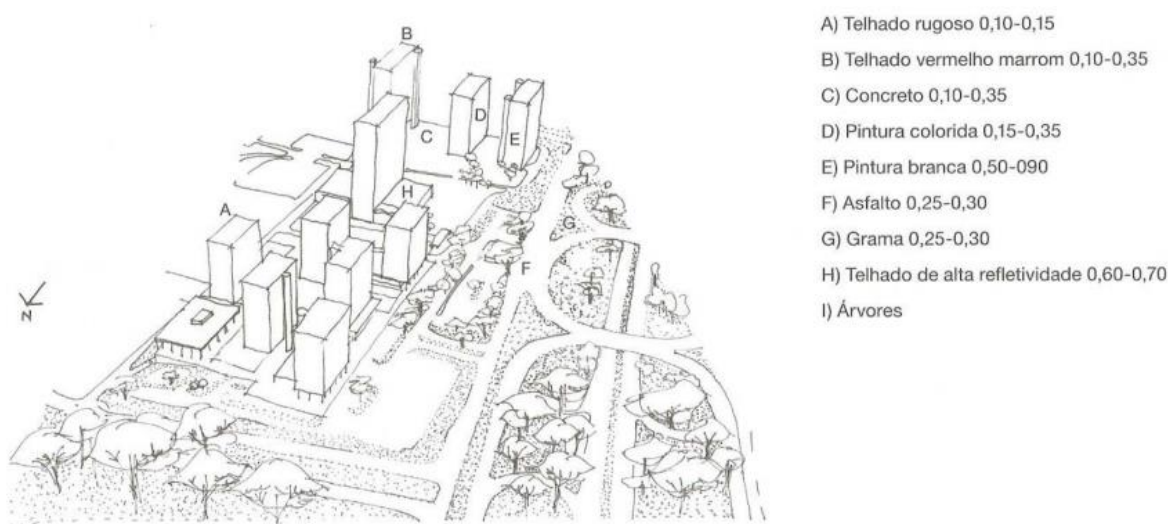 B
D
C
E
H
A
G
F
N
A) Telhado rugoso 0,10-0,15
B) Telhado vermelho marrom 0,10-0,35
C) Concreto 0,10-0,35
D) Pintura colorida 0,15-0,35
E) Pintura branca 0,50-090
F) Asfalto 0,25-0,30
G) Grama 0,25-0,30
H) Telhado de alta refletividade 0,60-0,70
I) Árvores